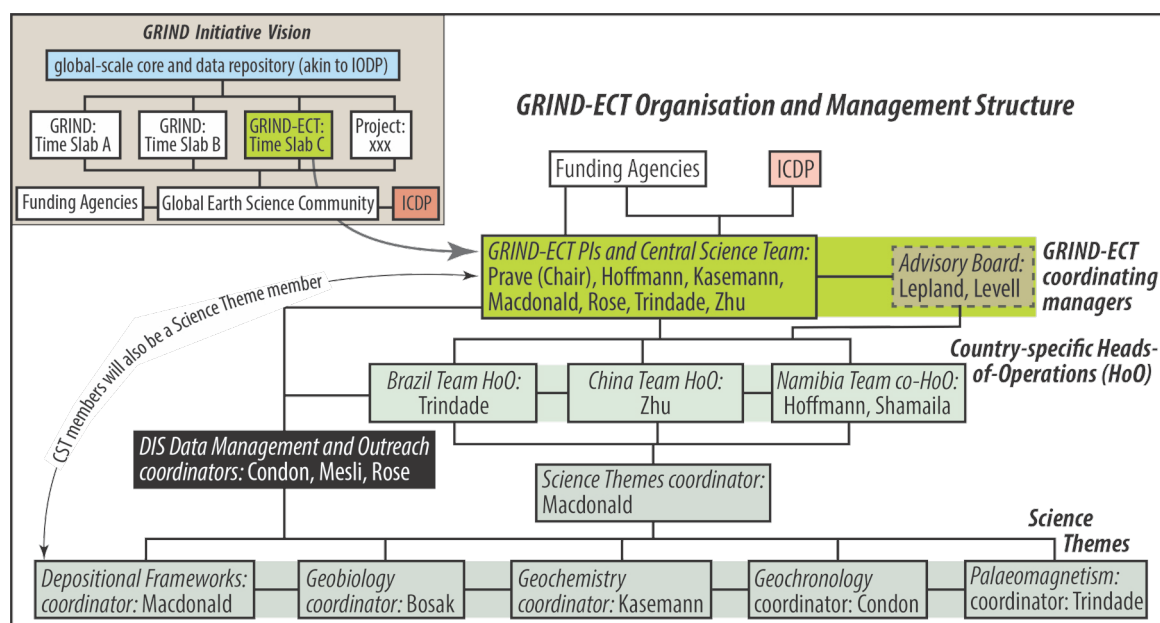 GRIND Initiative Vision
global-scale core and data repository (akin to IODP)
GRIND:
Time Slab A
GRIND:
Time Slab B
GRIND-ECT:
Time Slab C
Project:
xxx
Funding Agencies
Global Earth Science Community
ICDP
GRIND-ECT Organisation and Management Structure
Funding Agencies
ICDP
GRIND-ECT PIs and Central Science Team:
Prave (Chair), Hoffmann, Kasemann,
Macdonald, Rose, Trindade, Zhu
Advisory Board:
Lepland, Levell
GRIND-ECT
coordinating
managers
CST members will also be a Science Theme member
Country-specific Heads-
of-Operations (HoO)
Brazil Team HoO:
Trindade
China Team HoO:
Zhu
Namibia Team co-HoO:
Hoffmann, Shamaila
DIS Data Management and Outreach
coordinators: Condon, Mesli, Rose
Science Themes coordinator:
Macdonald
Science
Themes
Depositional Frameworks:
coordinator: Macdonald
Geobiology
coordinator: Bosak
Geochemistry
coordinator: Kasemann
Geochronology
coordinator: Condon
Palaeomagnetism:
coordinator: Trindade